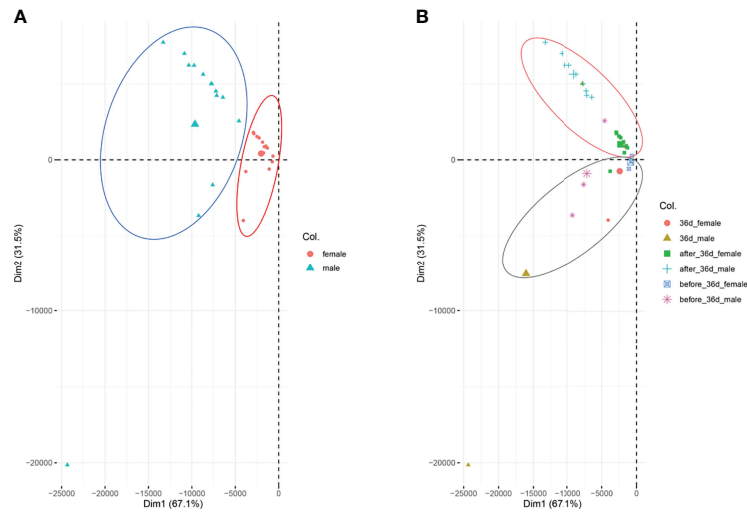 A
B
0
−10000
−20000
Dim2 (31.5%)
−25000
−20000
−15000
−10000
−5000
0
Dim1 (67.1%)
Col.
female
male
0
−10000
−20000
Dim2 (31.5%)
−25000
−20000
−15000
−10000
−5000
0
Dim1 (67.1%)
Col.
36d_female
36d_male
after_36d_female
after_36d_male
before_36d_female
before_36d_male